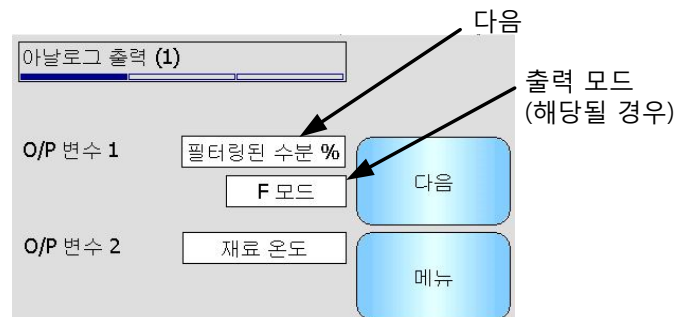 다음
아날로그 출력 (1)
출력 모드
(해당될 경우)
O/P 변수 1
필터링된 수분 %
F 모드
다음
O/P 변수 2
재료 온도
메뉴